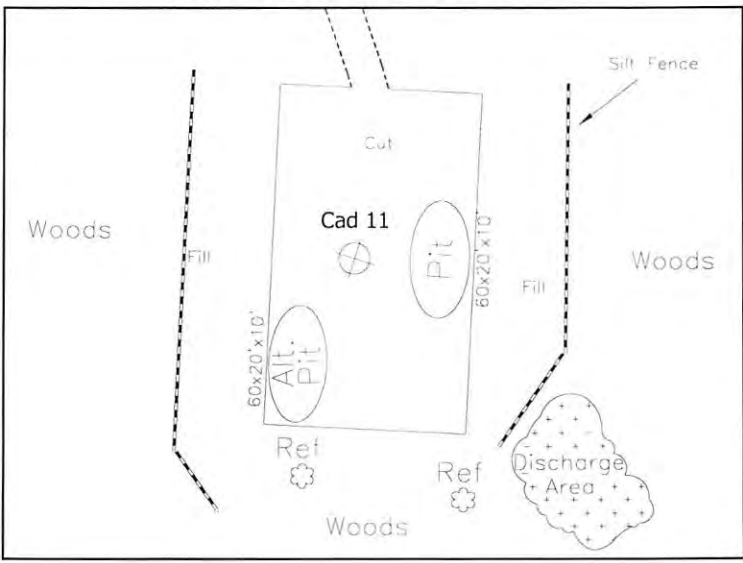 Silt Fence
Cut
Cad 11
Woods
Fill
Pit
60x20'x10'
Fill
Woods
Alt.
Pit
60x20'x10'
Ref
Ref
Discharge
Area
Woods